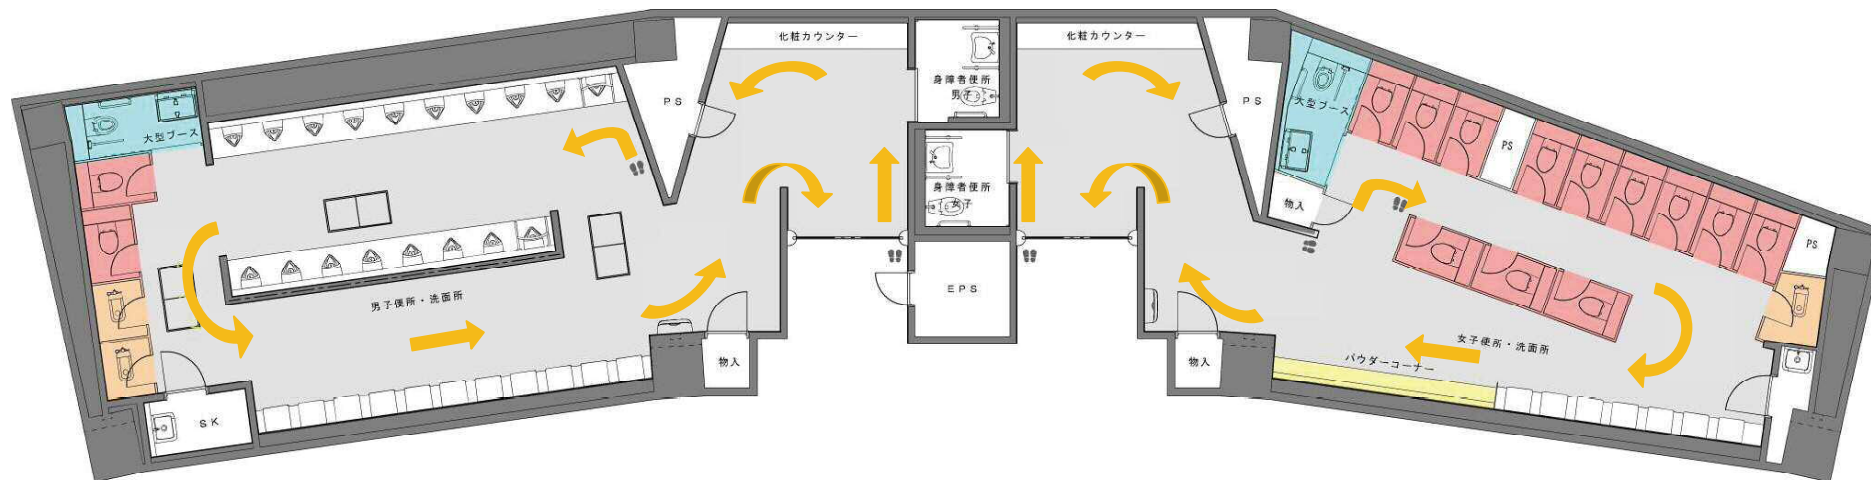 化粧カウンター
化粧カウンター
身障者便所
男子
PS
PS
大型ブース
大型ブース
PS
身障者便所
女子
物入
PS
EPS
男子便所・洗面所
女子便所・洗面所
パウダーコーナー
物入
物入
SK